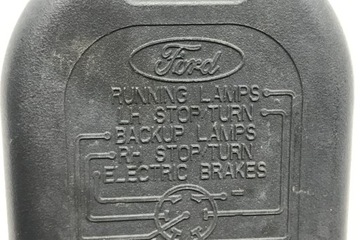 Ford
RUNNING LAMPS
LH STOP/TURN
BACKUP LAMPS
RH STOP/TURN
ELECTRIC BRAKES